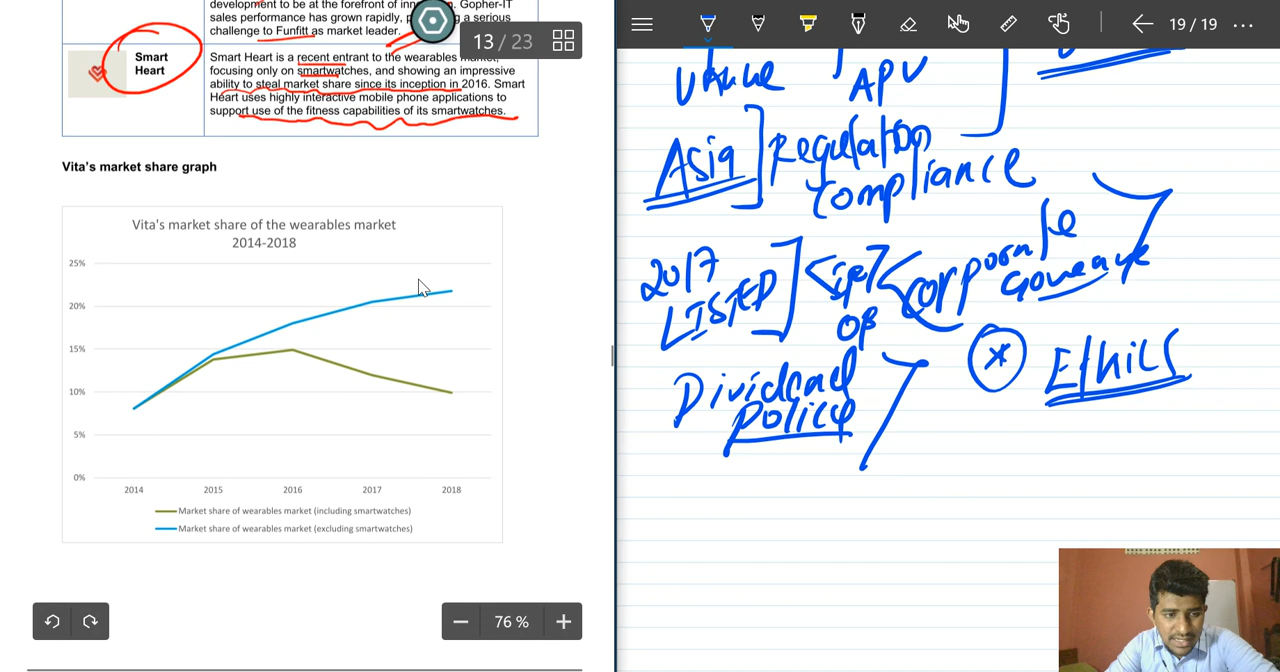 development to be at the forefront of
Gopher-IT
sales performance has grown rapidly,
a serious
challenge to Funfitt as market leader.
13 / 23
Smart
Heart
Smart Heart is a recent entrant to the wearables market,
focusing only on smartwatches, and showing an impressive
ability to steal market share since its inception in 2016. Smart
Heart uses highly interactive mobile phone applications to
support use of the fitness capabilities of its smartwatches.
Vita's market share graph
Vita's market share of the wearables market
2014-2018
25%
20%
15%
10%
5%
0%
2014 2015 2016 2017 2018
Market share of wearables market (including smartwatches)
Market share of wearables market (excluding smartwatches)
76 %
19 / 19
APV
Asia
Regulation
compliance
2017
LISTED
Corporate
Dividend
policy
Ethics